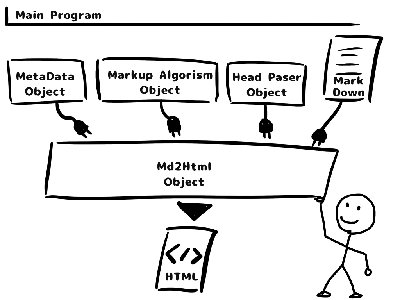 Main Program
MetaData
Object
Markup Algorism
Object
Head Paser
Object
Mark
Down
Md2Html
Object
</>
HTML